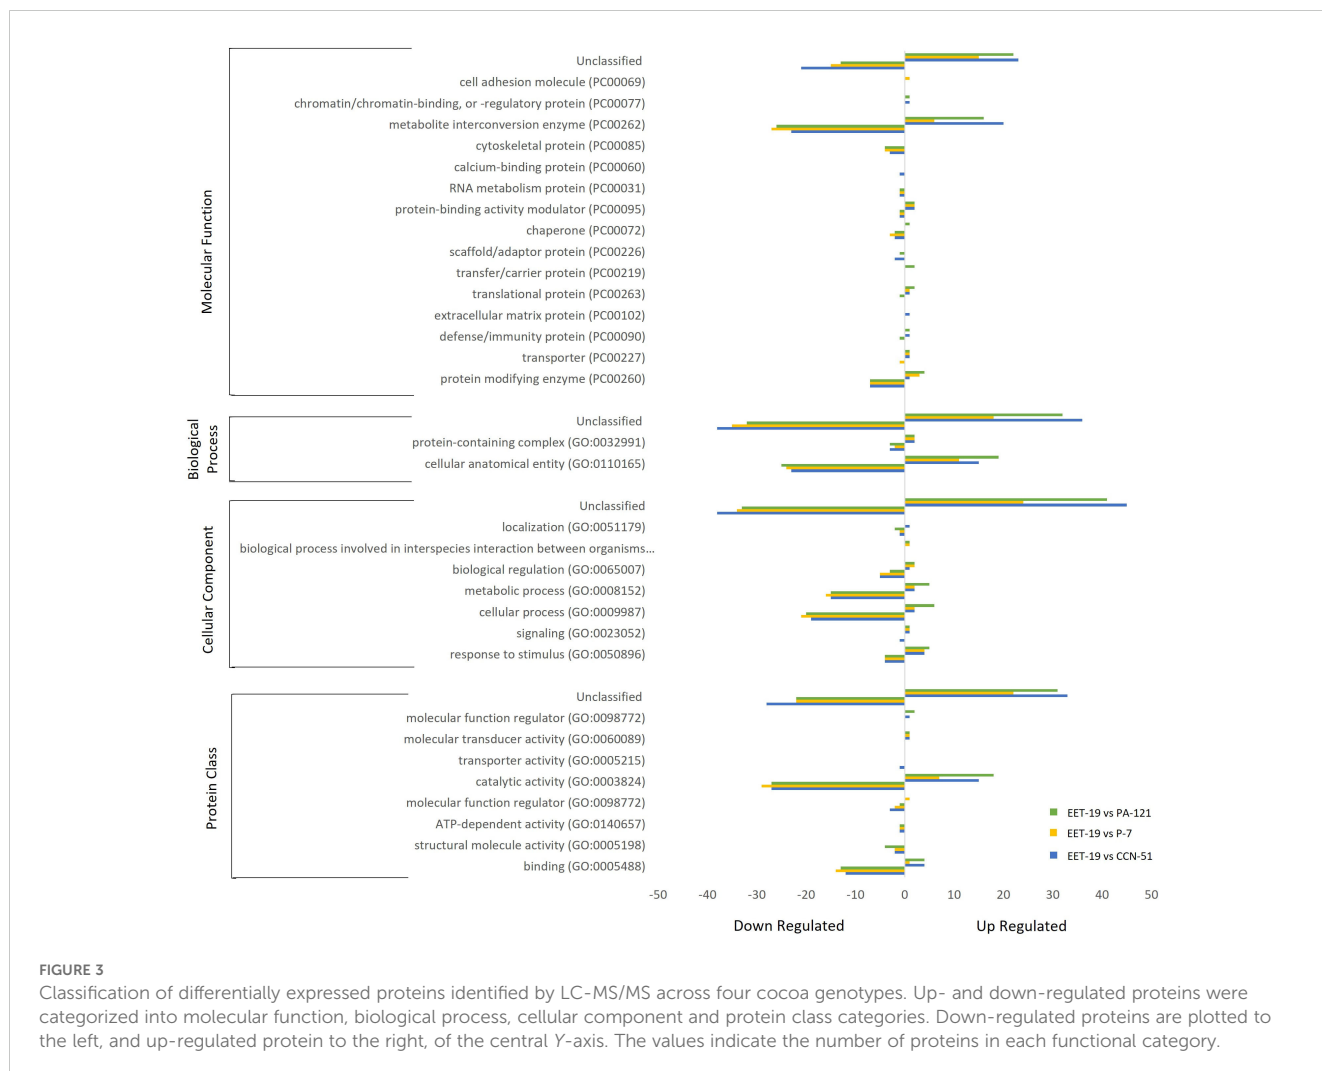 Molecular Function
Unclassified
cell adhesion molecule (PC00069)
chromatin/chromatin-binding, or -regulatory protein (PC00077)
metabolite interconversion enzyme (PC00262)
cytoskeletal protein (PC00085)
calcium-binding protein (PC00060)
RNA metabolism protein (PC00031)
protein-binding activity modulator (PC00095)
chaperone (PC00072)
scaffold/adaptor protein (PC00226)
transfer/carrier protein (PC00219)
translational protein (PC00263)
extracellular matrix protein (PC00102)
defense/immunity protein (PC00090)
transporter (PC00227)
protein modifying enzyme (PC00260)
Biological
Process
Unclassified
protein-containing complex (GO:0032991)
cellular anatomical entity (GO:0110165)
Cellular Component
Unclassified
localization (GO:0051179)
biological process involved in interspecies interaction between organisms...
biological regulation (GO:0065007)
metabolic process (GO:0008152)
cellular process (GO:0009987)
signaling (GO:0023052)
response to stimulus (GO:0050896)
Protein Class
Unclassified
molecular function regulator (GO:0098772)
molecular transducer activity (GO:0060089)
transporter activity (GO:0005215)
catalytic activity (GO:0003824)
molecular function regulator (GO:0098772)
ATP-dependent activity (GO:0140657)
structural molecule activity (GO:0005198)
binding (GO:0005488)
EET-19 vs PA-121
EET-19 vs P-7
EET-19 vs CCN-51
-50 -40 -30 -20 -10 0 10 20 30 40 50
Down Regulated Up Regulated
FIGURE 3
Classification of differentially expressed proteins identified by LC-MS/MS across four cocoa genotypes. Up- and down-regulated proteins were
categorized into molecular function, biological process, cellular component and protein class categories. Down-regulated proteins are plotted to
the left, and up-regulated protein to the right, of the central Y-axis. The values indicate the number of proteins in each functional category.